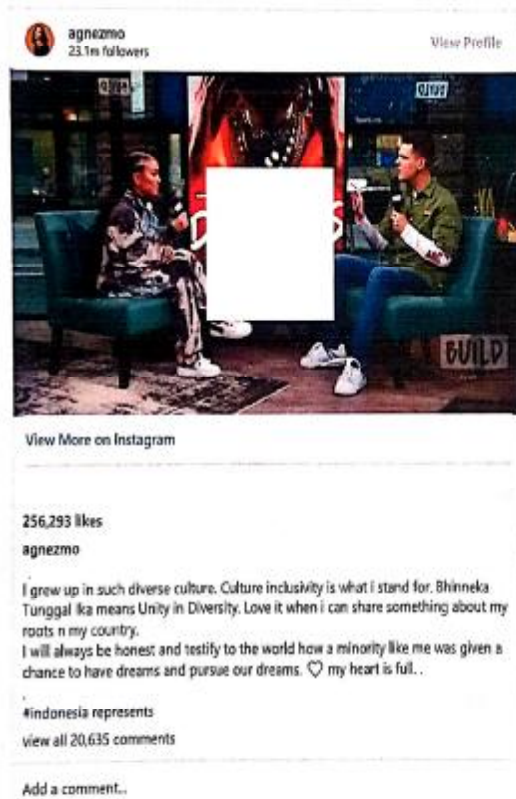 agnezmo
23.1m followers
View Profile
BUILD
View More on Instagram
256,293 likes
agnezmo
.
I grew up in such diverse culture. Culture inclusivity is what i stand for. Bhinneka
Tunggal Ika means Unity in Diversity. Love it when i can share something about my
roots n my country.
I will always be honest and testify to the world how a minority like me was given a
chance to have dreams and pursue our dreams. ♡ my heart is full. .
.
#indonesia represents
view all 20,635 comments
Add a comment...